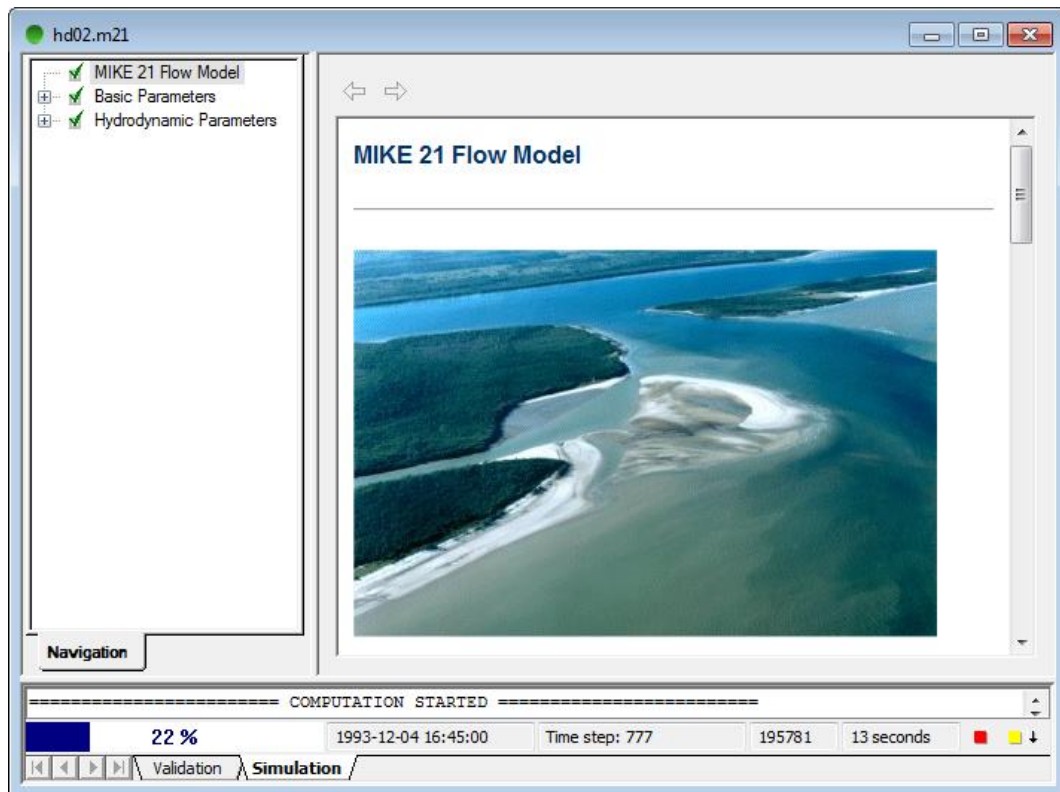 hd02.m21
MIKE 21 Flow Model
Basic Parameters
Hydrodynamic Parameters
Navigation
MIKE 21 Flow Model
======================== COMPUTATION STARTED =========================
22 %
1993-12-04 16:45:00
Time step: 777
195781
13 seconds
Validation
Simulation